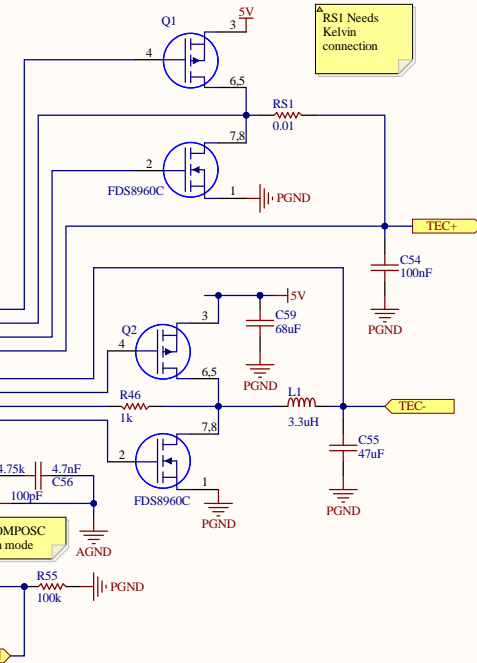 Q1
5V
3
4
6,5
RS1 Needs
Kelvin
connection
RS1
0.01
7,8
2
FDS8960C
1
PGND
TEC+
C54
100nF
PGND
5V
Q2
3
C59
68uF
4
PGND
6,5
L1
R46
TEC-
1k
3.3uH
7,8
C55
47uF
2
4.75k
4.7nF
C56
100pF
1
FDS8960C
PGND
PGND
OMPOSC
mode
AGND
R55
PGND
100k